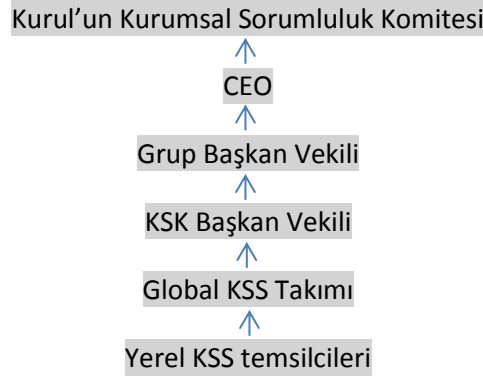 Kurul’un Kurumsal Sorumluluk Komitesi
CEO
Grup Başkan Vekili
KSK Başkan Vekili
Global KSS Takımı
Yerel KSS temsilcileri